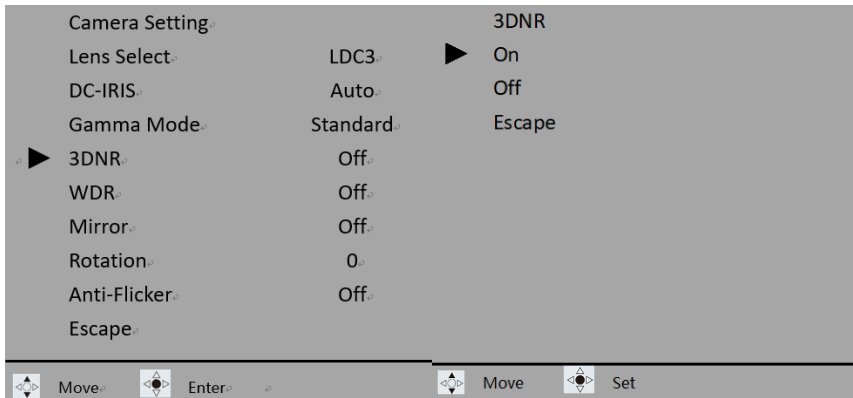 Camera Setting
Lens Select LDC3
DC-IRIS Auto
Gamma Mode Standard
3DNR Off
WDR Off
Mirror Off
Rotation 0
Anti-Flicker Off
Escape
Move Enter
3DNR
On
Off
Escape
Move Set